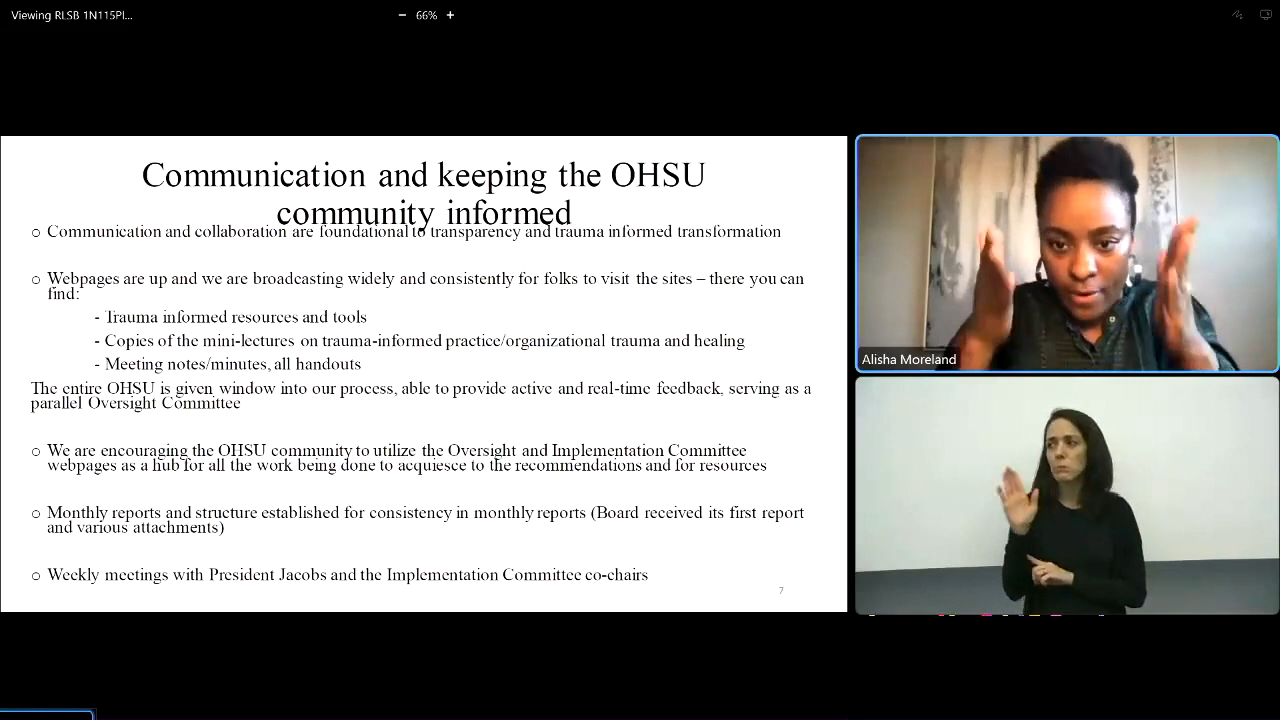 Viewing RLSB 1N115Pl...
− 66% +
Communication and keeping the OHSU
community informed
o Communication and collaboration are foundational to transparency and trauma informed transformation
o Webpages are up and we are broadcasting widely and consistently for folks to visit the sites – there you can
find:
- Trauma informed resources and tools
- Copies of the mini-lectures on trauma-informed practice/organizational trauma and healing
- Meeting notes/minutes, all handouts
The entire OHSU is given window into our process, able to provide active and real-time feedback, serving as a
parallel Oversight Committee
o We are encouraging the OHSU community to utilize the Oversight and Implementation Committee
webpages as a hub for all the work being done to acquiesce to the recommendations and for resources
o Monthly reports and structure established for consistency in monthly reports (Board received its first report
and various attachments)
o Weekly meetings with President Jacobs and the Implementation Committee co-chairs
7
Alisha Moreland